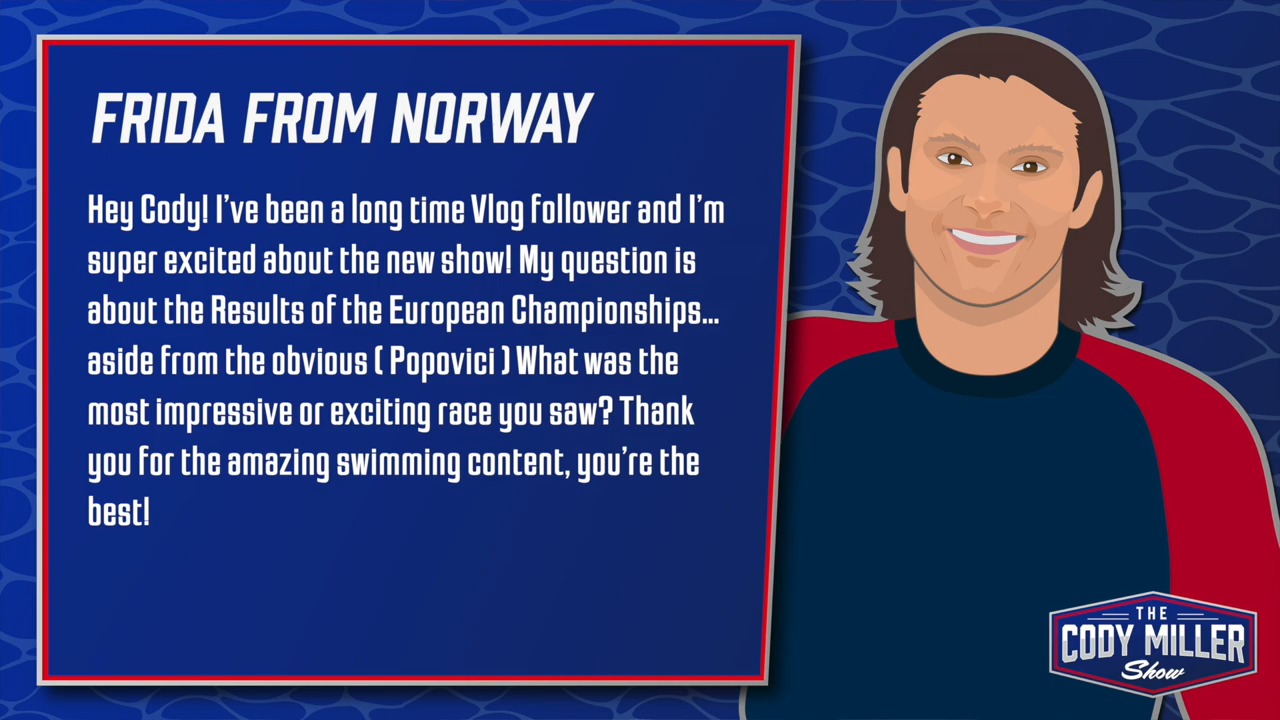 FRIDA FROM NORWAY
Hey Cody! I've been a long time Vlog follower and I'm
super excited about the new show! My question is
about the Results of the European Championships...
aside from the obvious ( Popovici ) What was the
most impressive or exciting race you saw? Thank
you for the amazing swimming content, you're the
best!
THE
CODY MILLER
Show